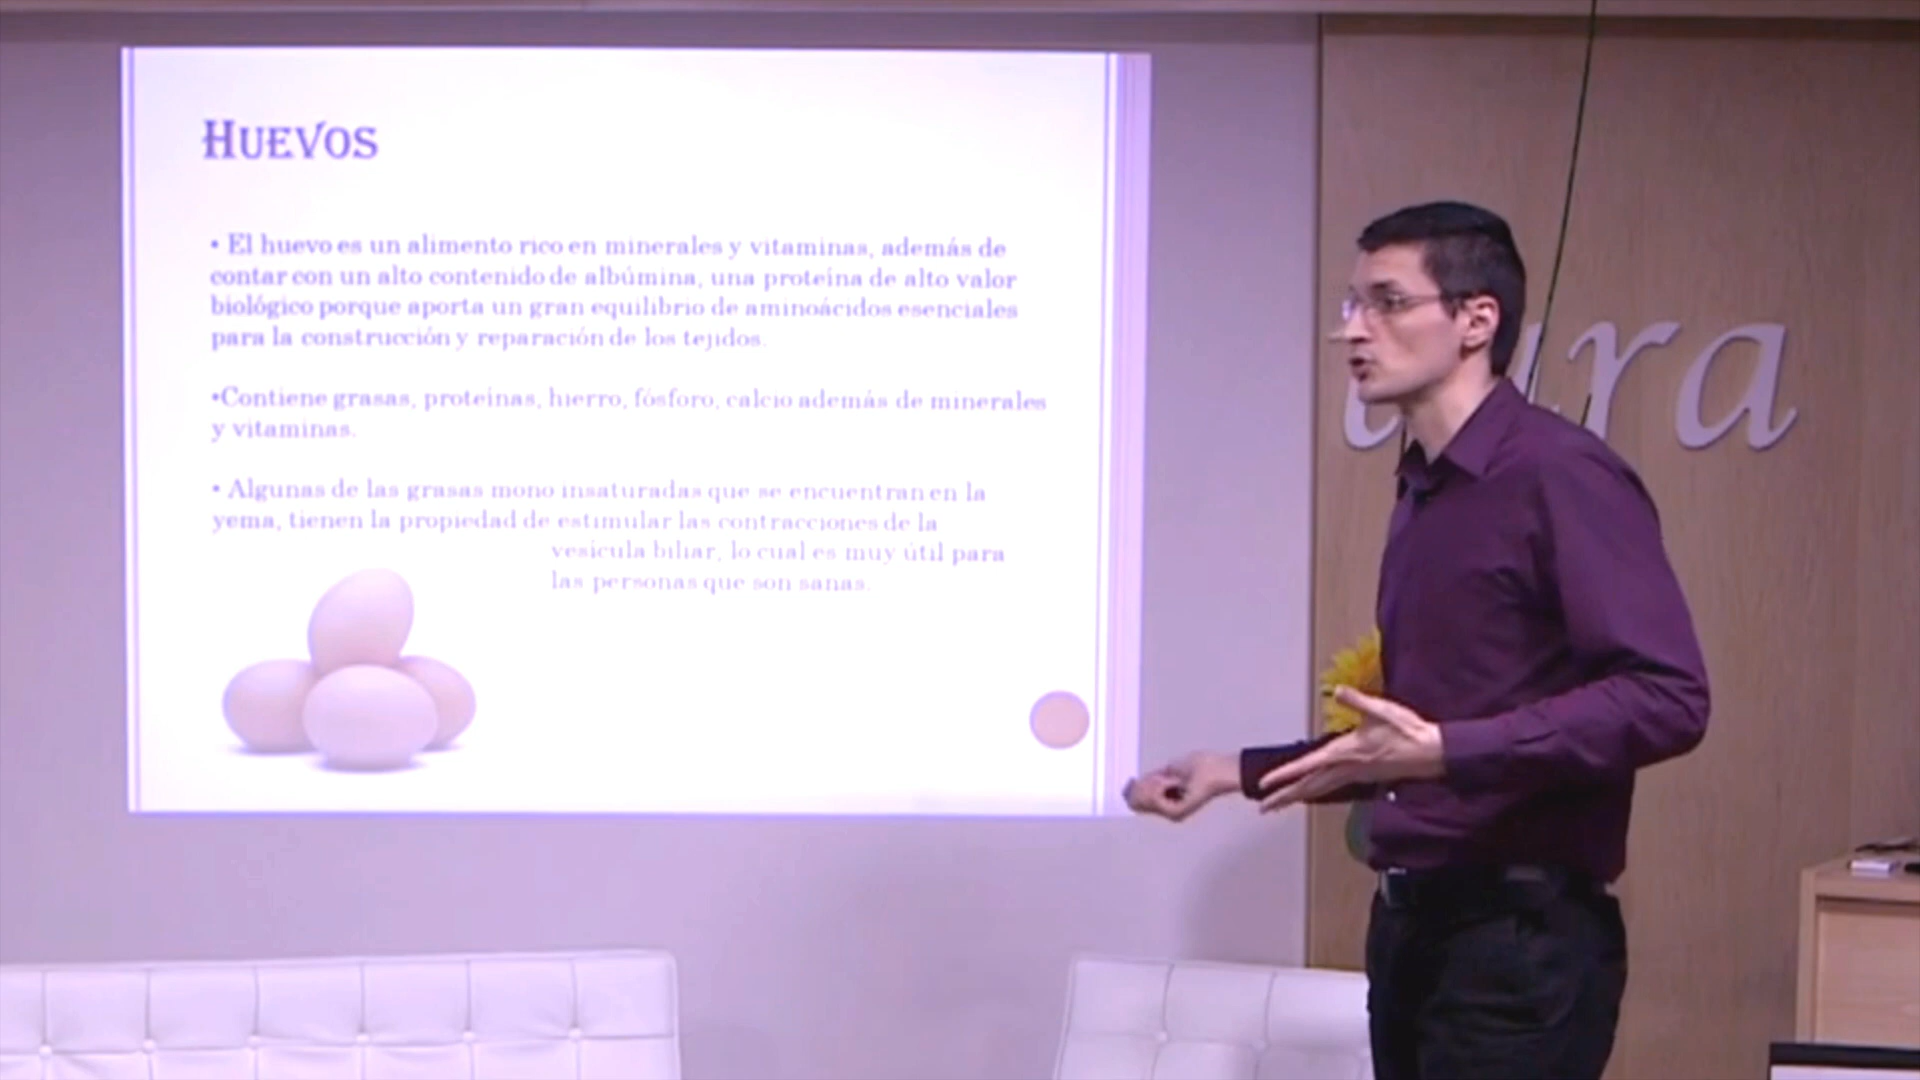 HUEVOS
• El huevo es un alimento rico en minerales y vitaminas, además de
contar con un alto contenido de albúmina, una proteína de alto valor
biológico porque aporta un gran equilibrio de aminoácidos esenciales
para la construcción y reparación de los tejidos.
•Contiene grasas, proteínas, hierro, fósforo, calcio además de minerales
y vitaminas.
• Algunas de las grasas mono insaturadas que se encuentran en la
yema, tienen la propiedad de estimular las contracciones de la
vesícula biliar, lo cual es muy útil para
las personas que son sanas.
ra